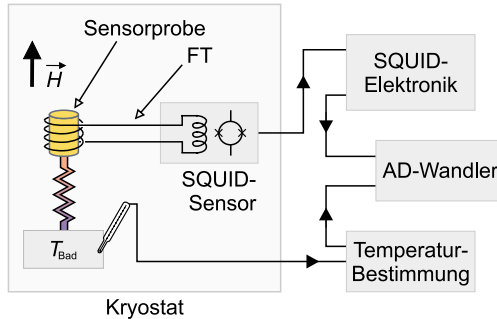 Sensorprobe
FT
H
SQUID-
Sensor
T Bad
Kryostat
SQUID-
Elektronik
AD-Wandler
Temperatur-
Bestimmung